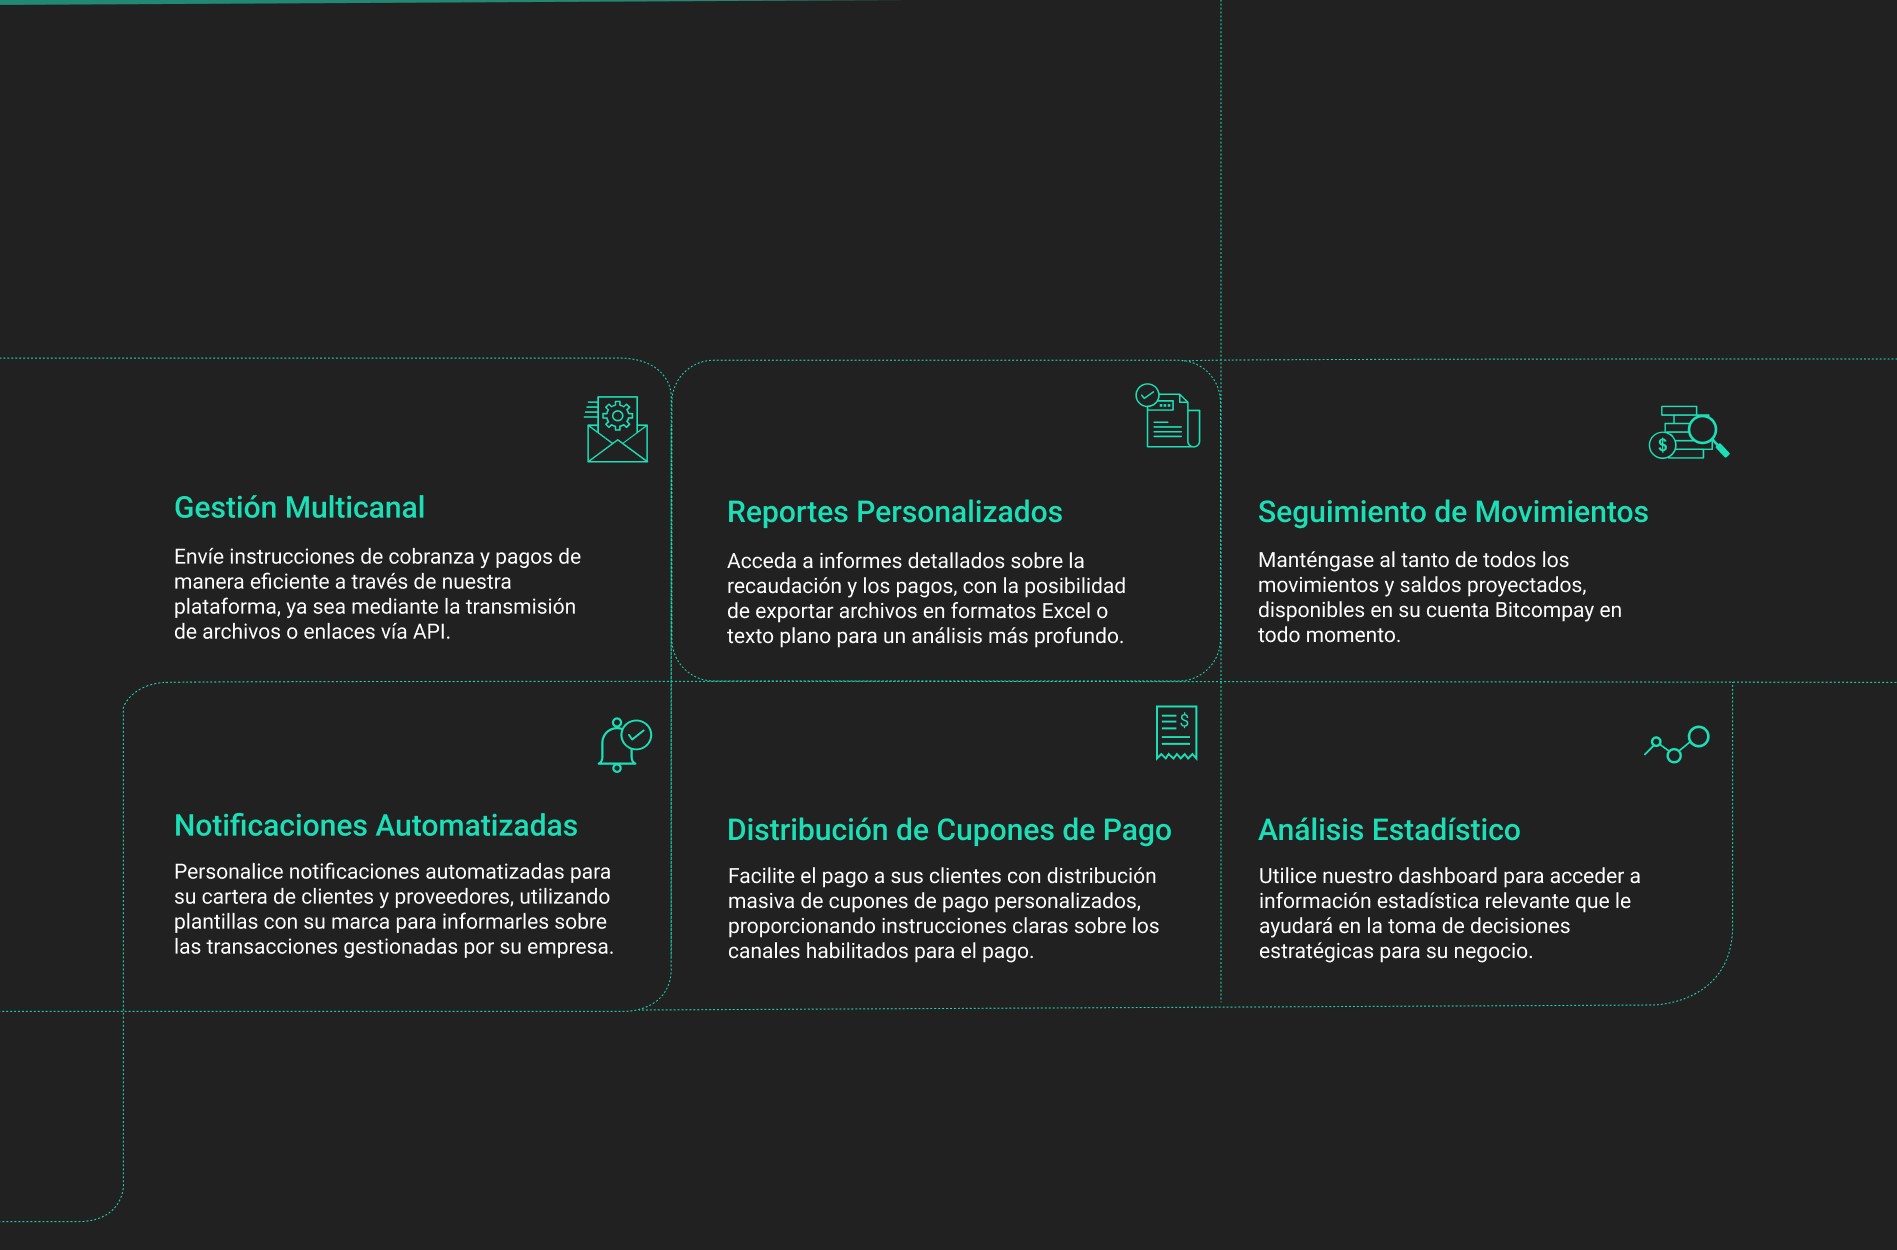 Gestión Multicanal
Envíe instrucciones de cobranza y pagos de
manera eficiente a través de nuestra
plataforma, ya sea mediante la transmisión
de archivos o enlaces vía API.
Reportes Personalizados
Acceda a informes detallados sobre la
recaudación y los pagos, con la posibilidad
de exportar archivos en formatos Excel o
texto plano para un análisis más profundo.
$
Seguimiento de Movimientos
Manténgase al tanto de todos los
movimientos y saldos proyectados,
disponibles en su cuenta Bitcompay en
todo momento.
Notificaciones Automatizadas
Personalice notificaciones automatizadas para
su cartera de clientes y proveedores, utilizando
plantillas con su marca para informarles sobre
las transacciones gestionadas por su empresa.
$
Distribución de Cupones de Pago
Facilite el pago a sus clientes con distribución
masiva de cupones de pago personalizados,
proporcionando instrucciones claras sobre los
canales habilitados para el pago.
Análisis Estadístico
Utilice nuestro dashboard para acceder a
información estadística relevante que le
ayudará en la toma de decisiones
estratégicas para su negocio.